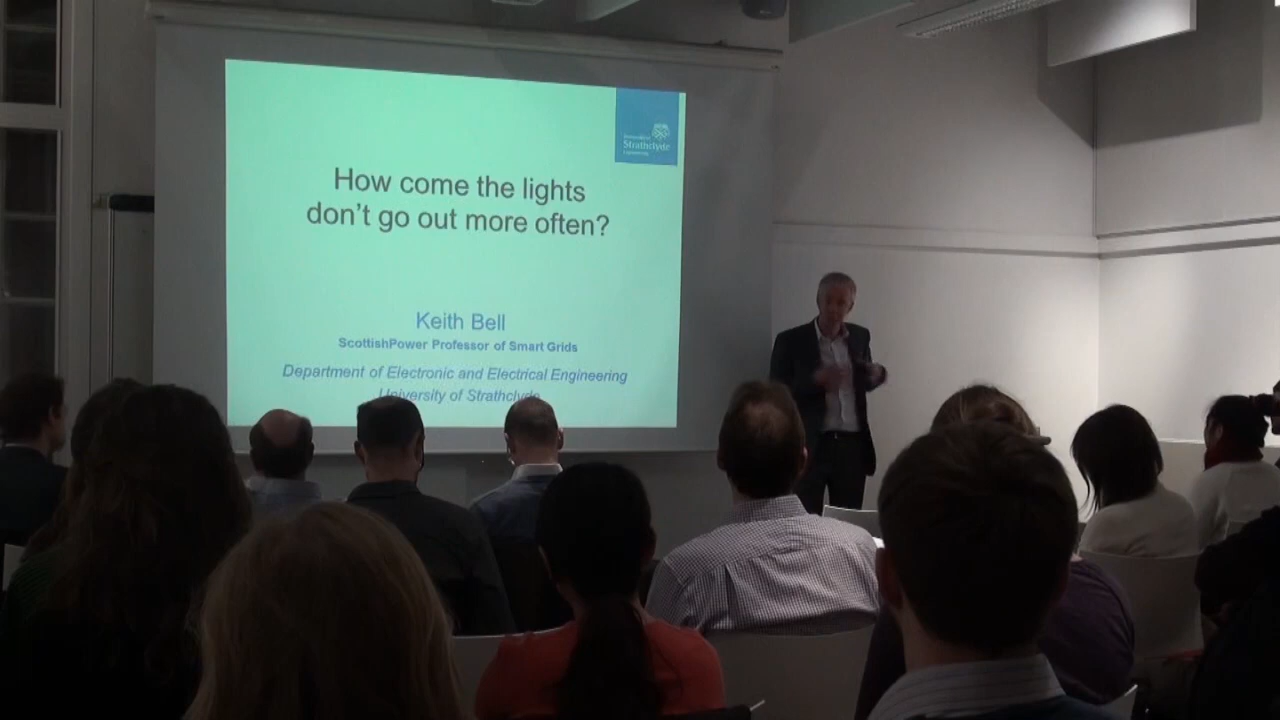 Strathclyde
How come the lights
don't go out more often?
Keith Bell
ScottishPower Professor of Smart Grids
Department of Electronic and Electrical Engineering
University of Strathclyde